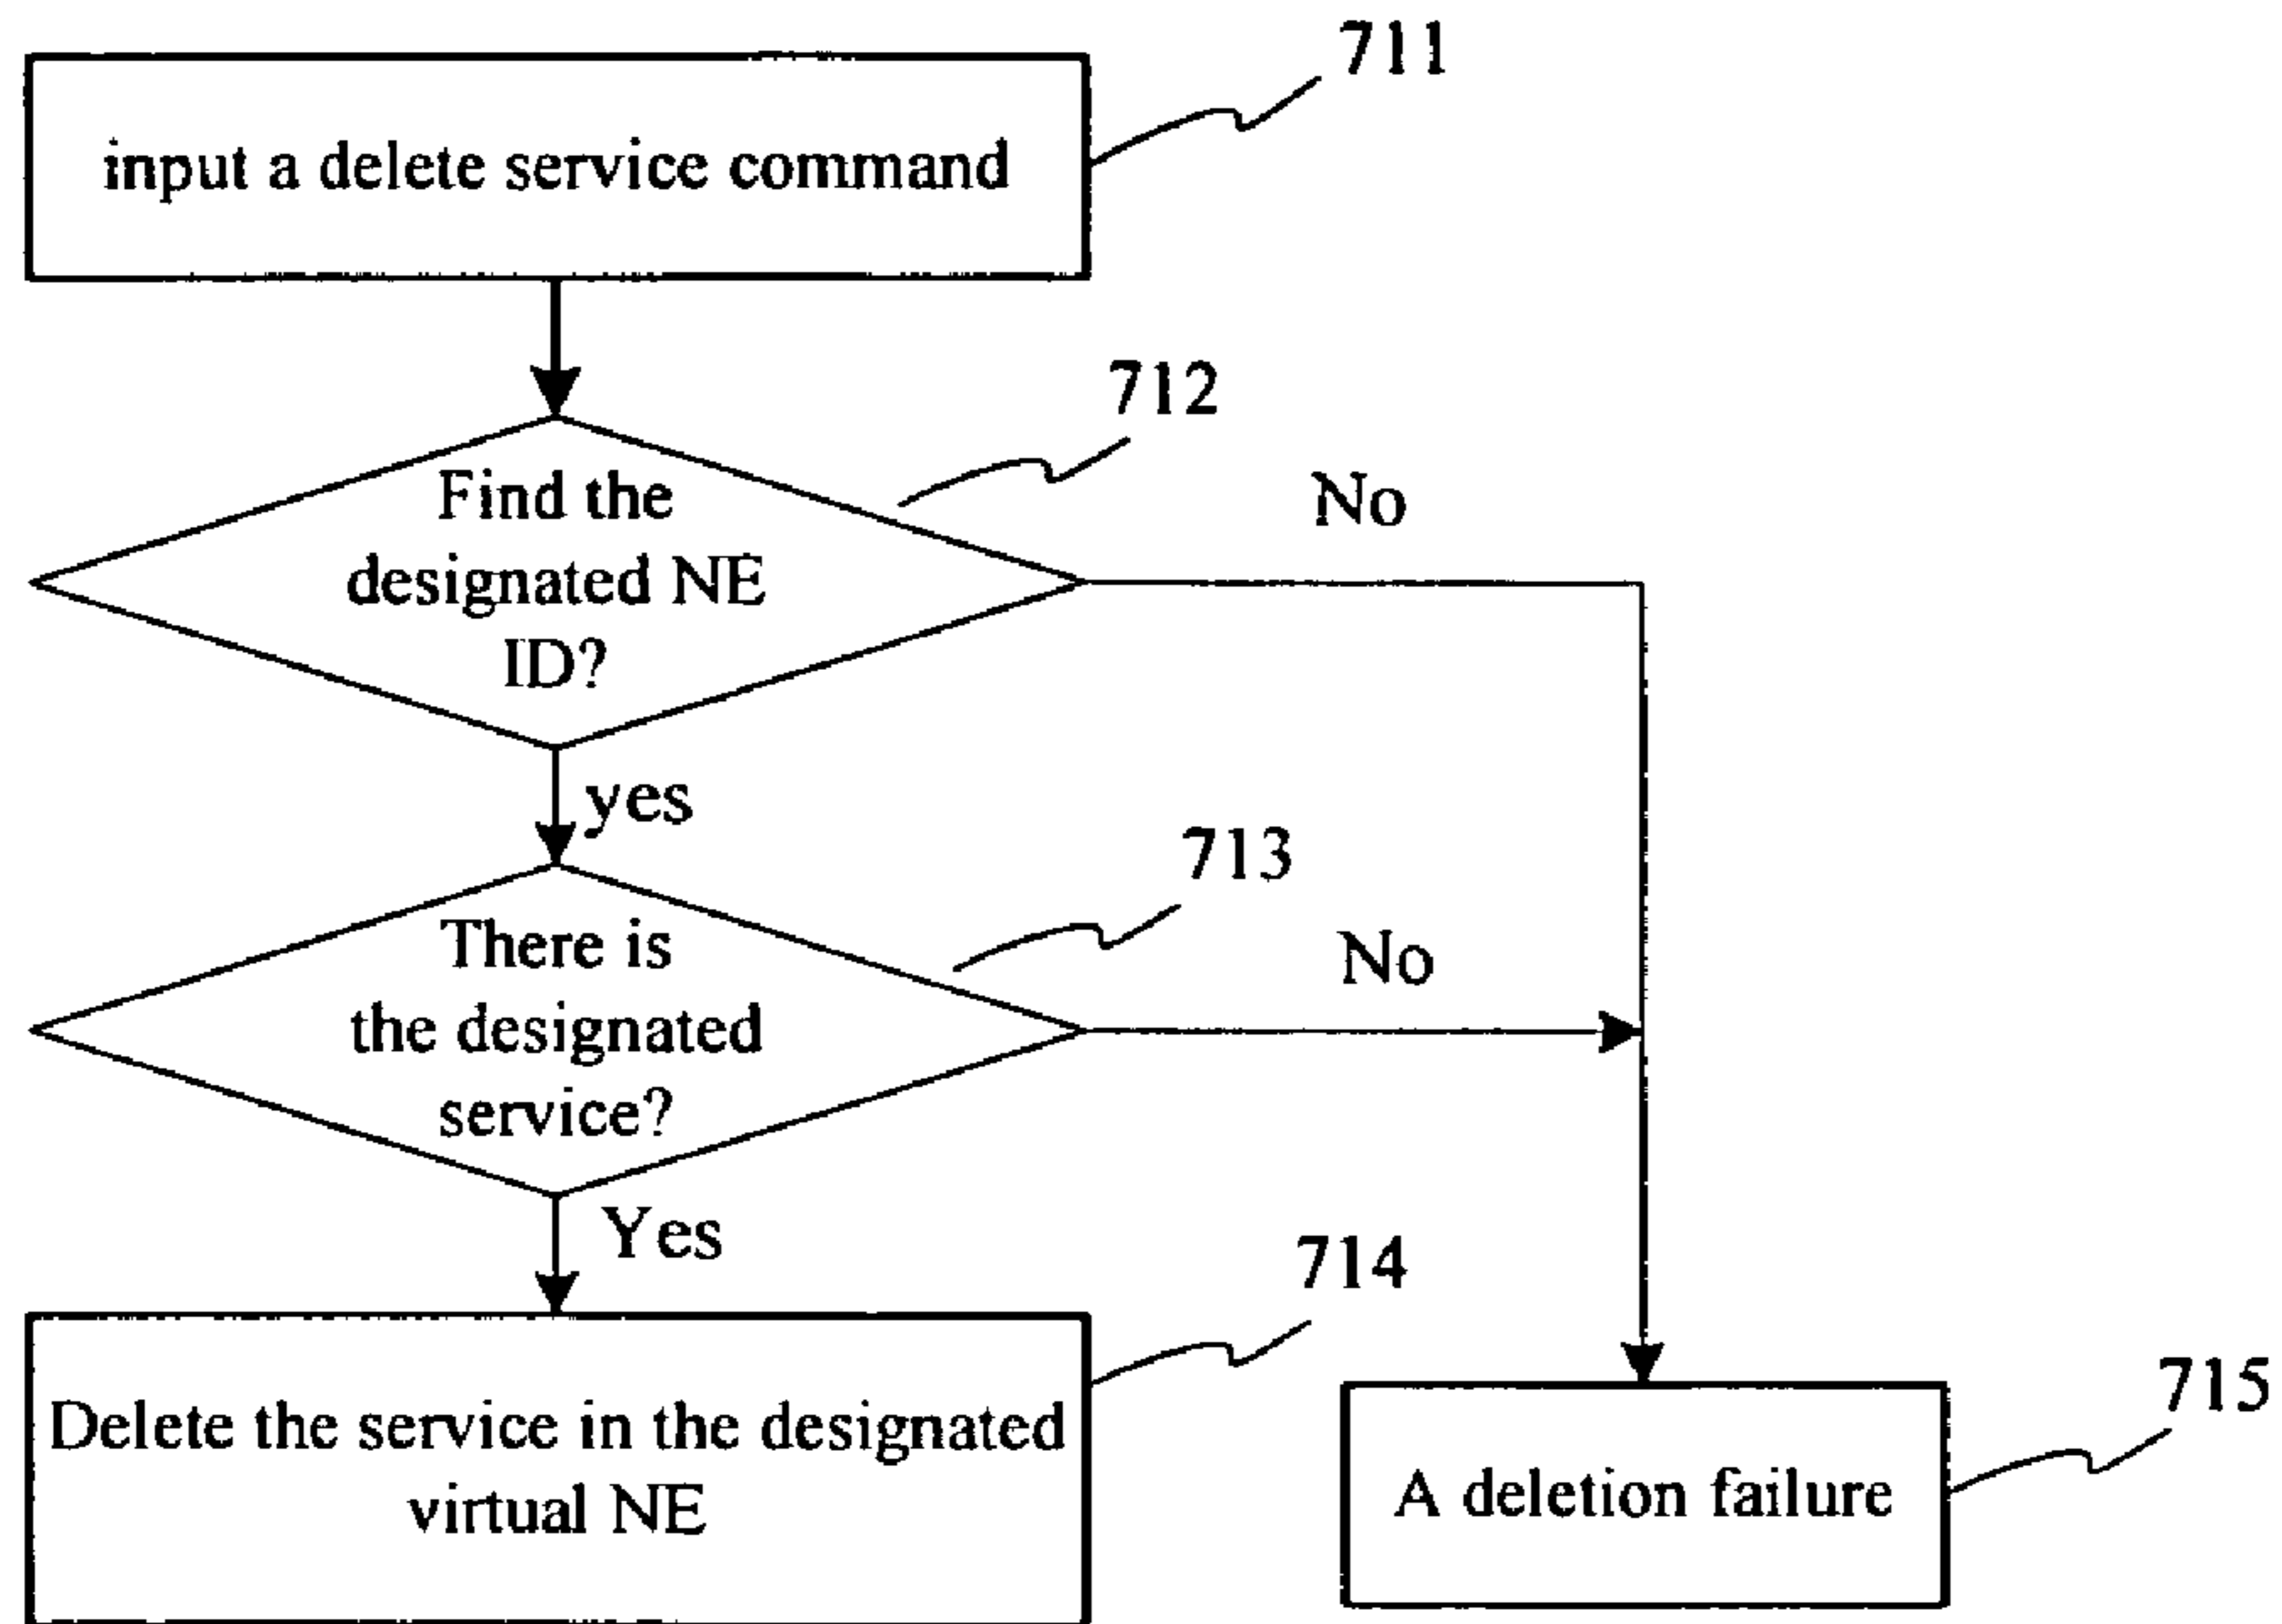 711
input a delete service command
712
Find the
designated NE
ID?
No
yes
713
There is
the designated
service?
No
Yes
714
Delete the service in the designated
virtual NE
715
A deletion failure